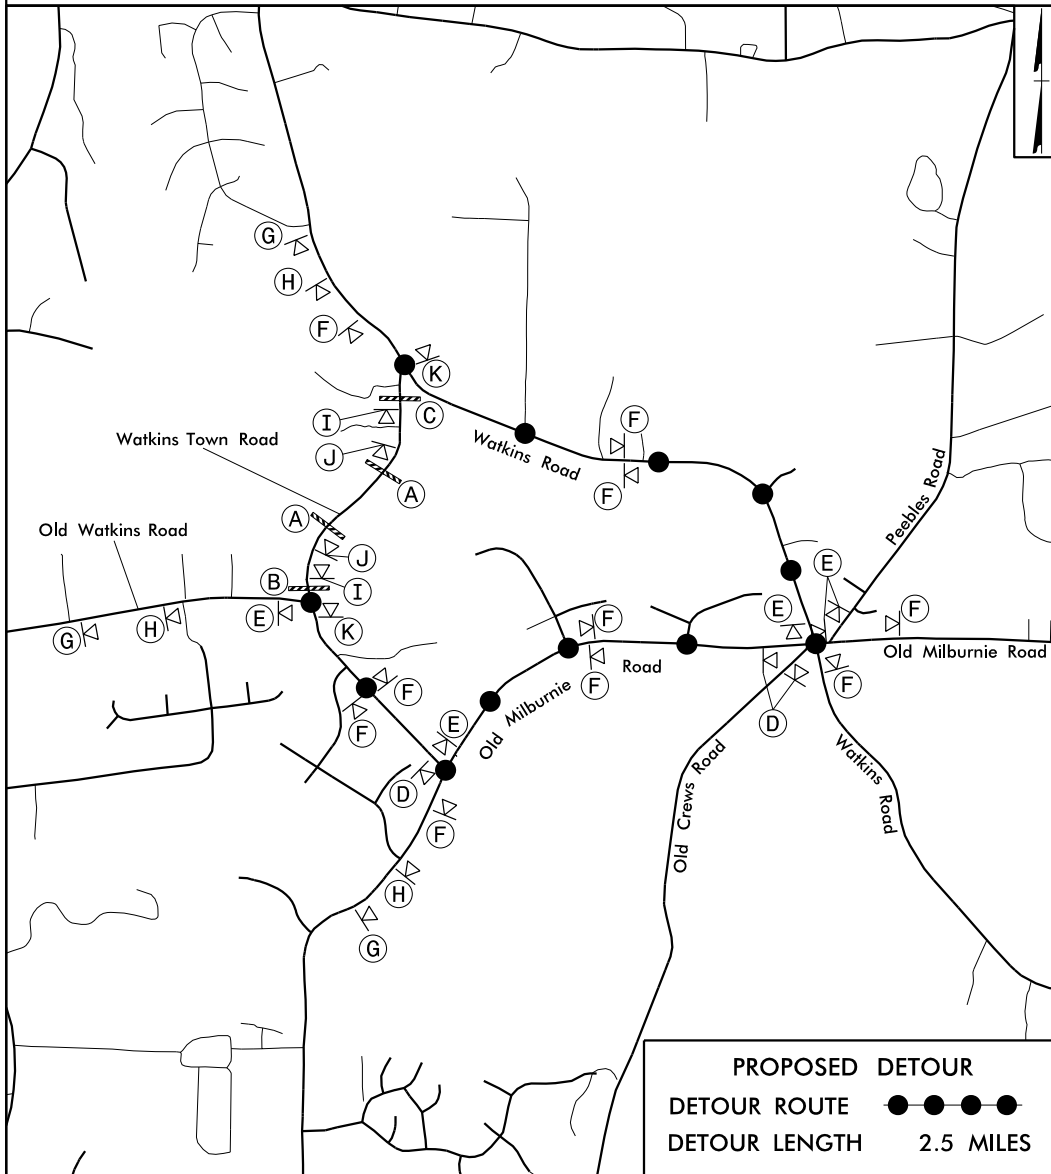 G
H
F
K
C
I
F
Watkins Town Road
Watkins Road
J
A
F
Peebles Road
A
Old Watkins Road
J
E
B
I
E
F
F
E
H
G
K
Old Milburnie Road
Old Milburnie Road
F
F
F
F
E
D
Old Crews Road
Watkins Road
D
F
H
G
PROPOSED DETOUR
DETOUR ROUTE
DETOUR LENGTH 2.5 MILES